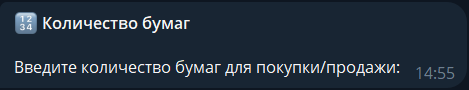 🔢 Количество бумаг
Введите количество бумаг для покупки/продажи:
14:55